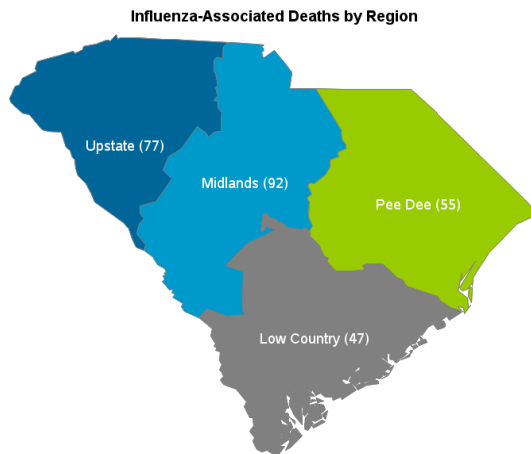 Influenza-Associated Deaths by Region
Upstate (77)
Midlands (92)
Pee Dee (55)
Low Country (47)